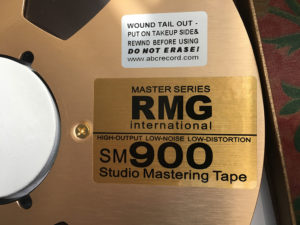 WOUND TAIL OUT -
PUT ON TAKEUP SIDE&
REWIND BEFORE USING
DO NOT ERASE!
www.abcrecord.com
MASTER SERIES
RMG
international
HIGH-OUTPUT LOW-NOISE LOW-DISTORTION
SM900
Studio Mastering Tape